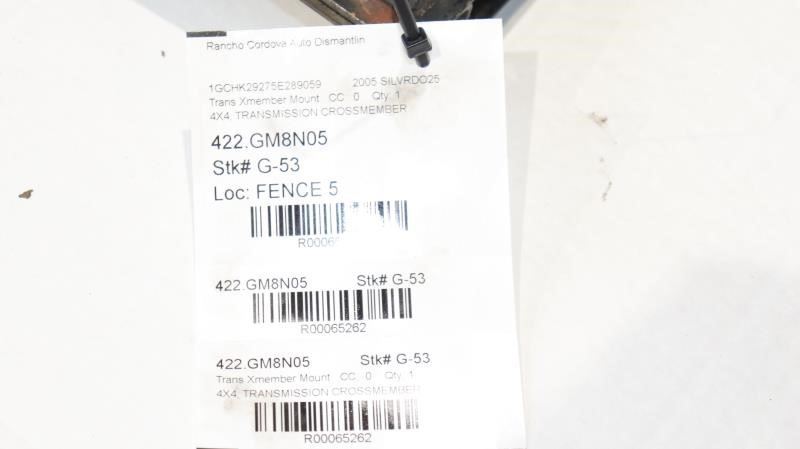 Rancho Cordova Auto Dismantlin
1GCHK29275E289059 2005 SILVRDO25
Trans Xmember Mount CC 0 Qty 1
4X4, TRANSMISSION CROSSMEMBER
422.GM8N05
Stk# G-53
Loc: FENCE 5
R00065
422.GM8N05 Stk# G-53
R00065262
422.GM8N05 Stk# G-53
Trans Xmember Mount CC 0 Qty 1
4X4, TRANSMISSION CROSSMEMBER
R00065262